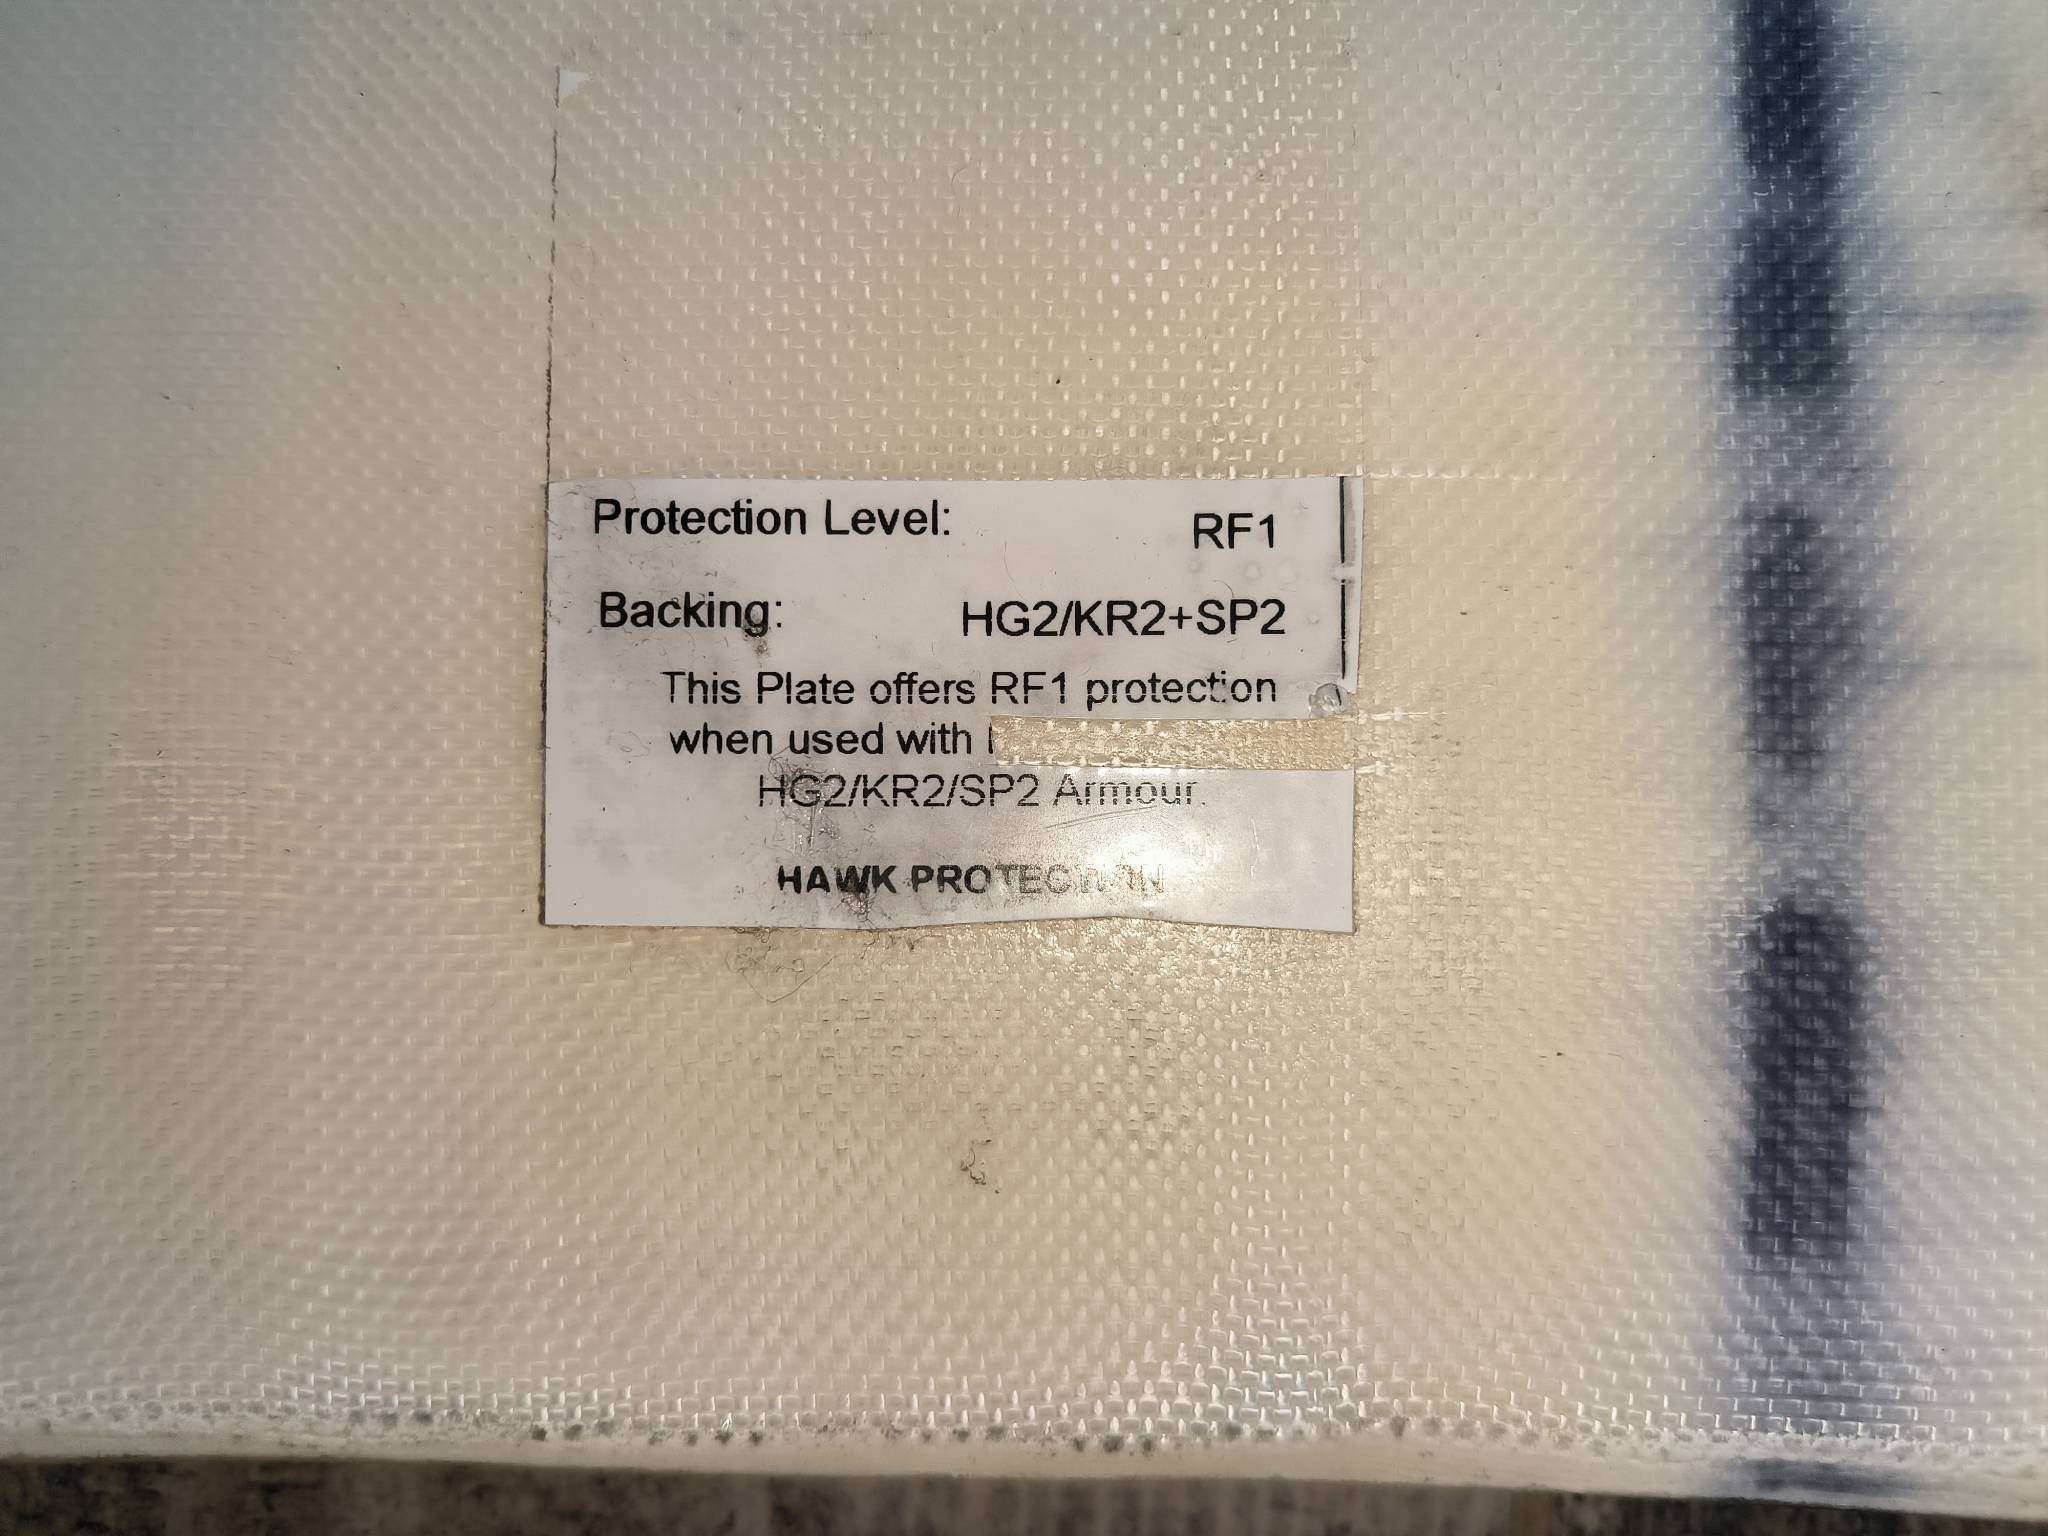 Protection Level: RF1
Backing: HG2/KR2+SP2
This Plate offers RF1 protection
when used with
HG2/KR2/SP2 Armour.
HAWK PROTECTION